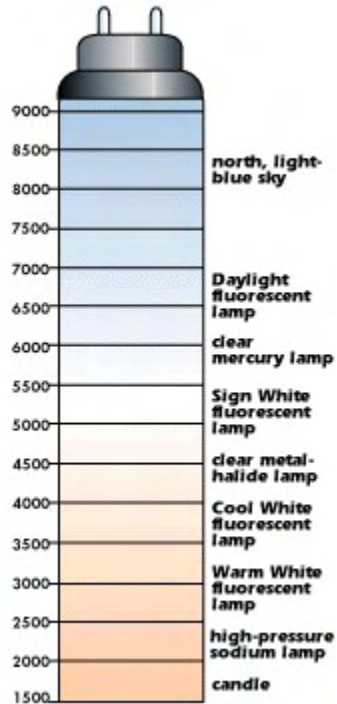 9000
8500
north, light-
blue sky
8000
7500
7000
Daylight
fluorescent
lamp
6500
clear
mercury lamp
6000
5500
Sign White
fluorescent
lamp
5000
clear metal-
halide lamp
4500
4000
Cool White
fluorescent
lamp
3500
Warm White
fluorescent
lamp
3000
2500
high-pressure
sodium lamp
2000
candle
1500